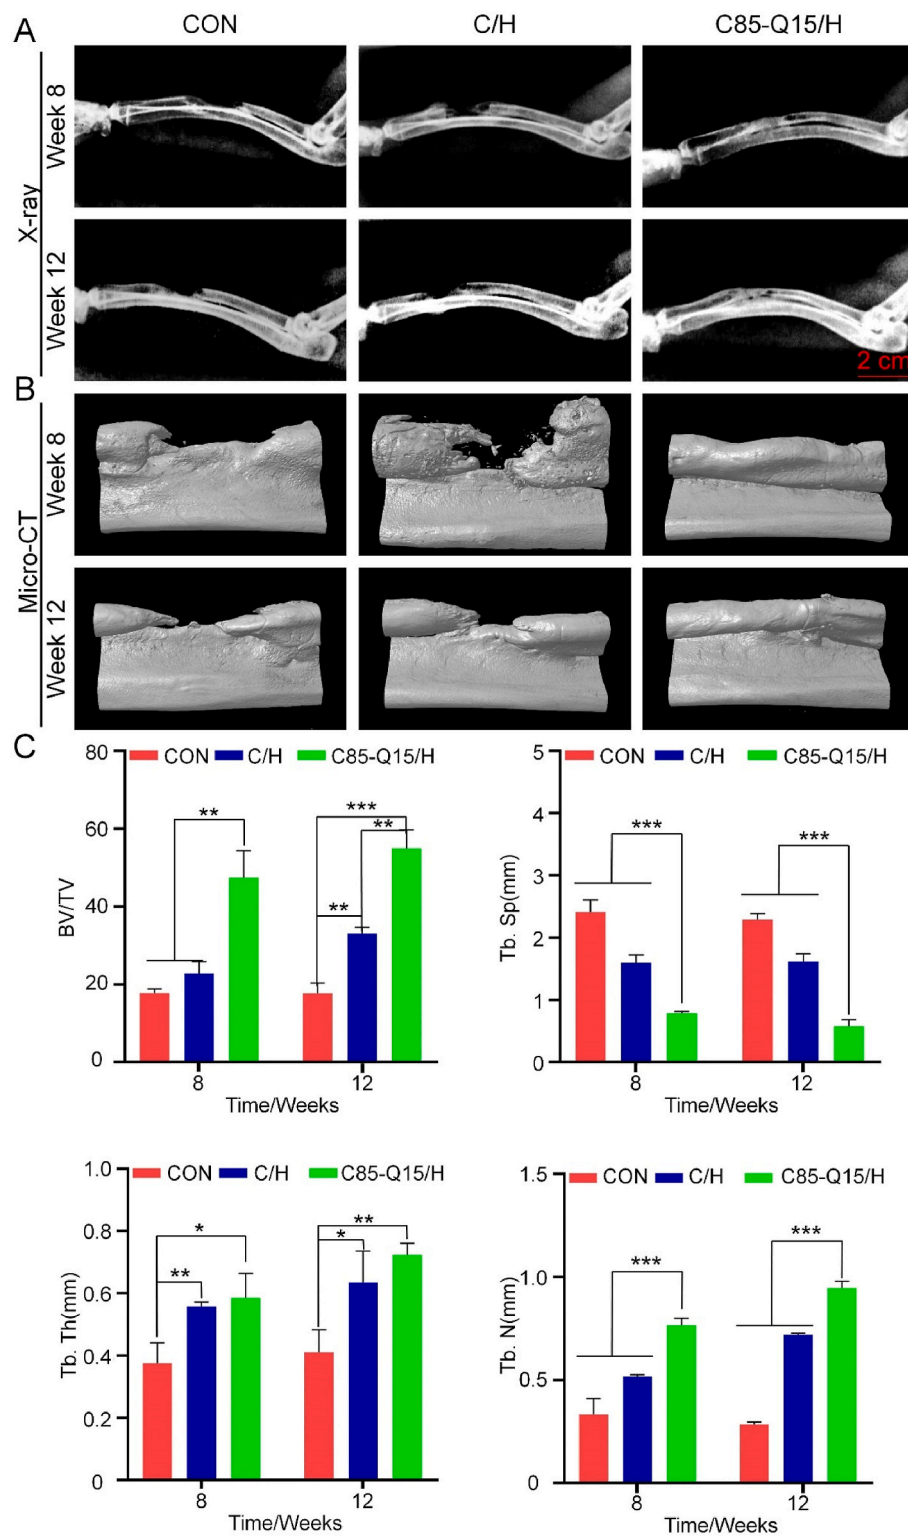 A
CON C/H C85-Q15/H
X-ray
Week 8
Week 12
2 cm
B
Micro-CT
Week 8
Week 12
C
CON C/H C85-Q15/H
BV/TV
80
60
40
20
0
**
***
**
**
8 12
Time/Weeks
CON C/H C85-Q15/H
Tb. Sp(mm)
5
4
3
2
1
0
***
***
8 12
Time/Weeks
CON C/H C85-Q15/H
Tb. Th(mm)
1.0
0.8
0.6
0.4
0.2
0
*
**
**
*
8 12
Time/Weeks
CON C/H C85-Q15/H
Tb. N(mm)
1.5
1.0
0.5
0
***
***
8 12
Time/Weeks